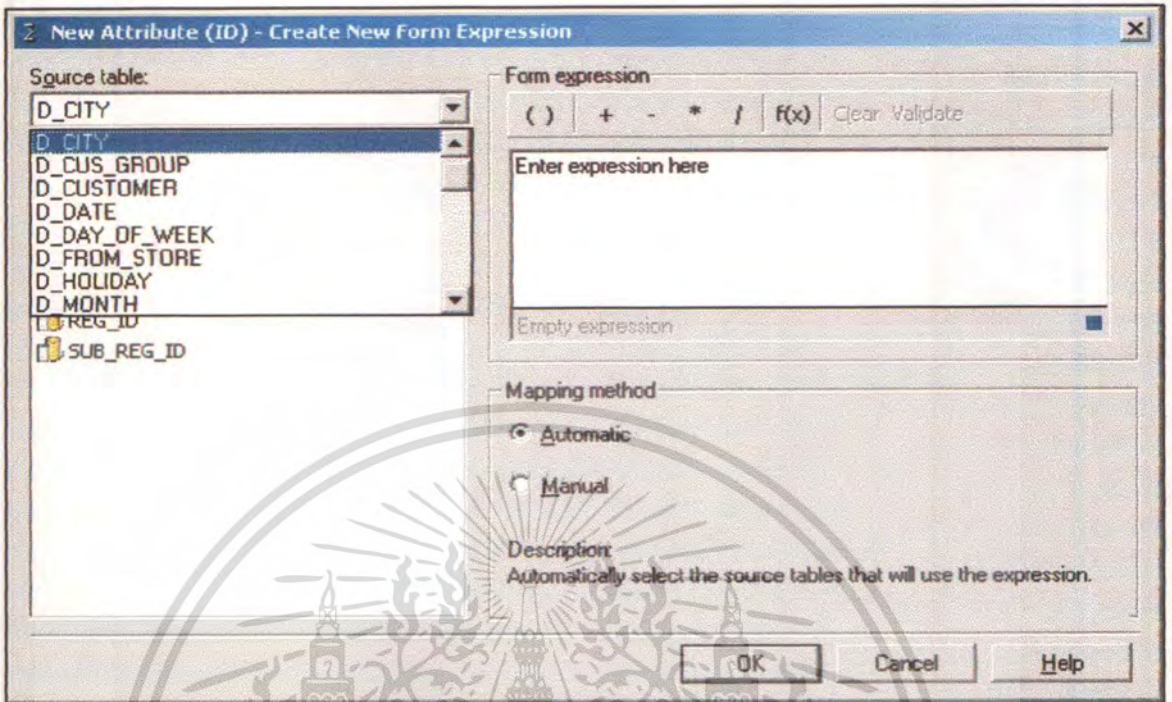 New Attribute (ID) - Create New Form Expression
Source table:
D_CITY
D_CITY
D_CUS_GROUP
D_CUSTOMER
D_DATE
D_DAY_OF_WEEK
D_FROM_STORE
D_HOLIDAY
D_MONTH
REG_ID
SUB_REG_ID
Form expression
( ) + - * / f(x) Clear Validate
Enter expression here
Empty expression
Mapping method
Automatic
Manual
Description:
Automatically select the source tables that will use the expression.
OK Cancel Help